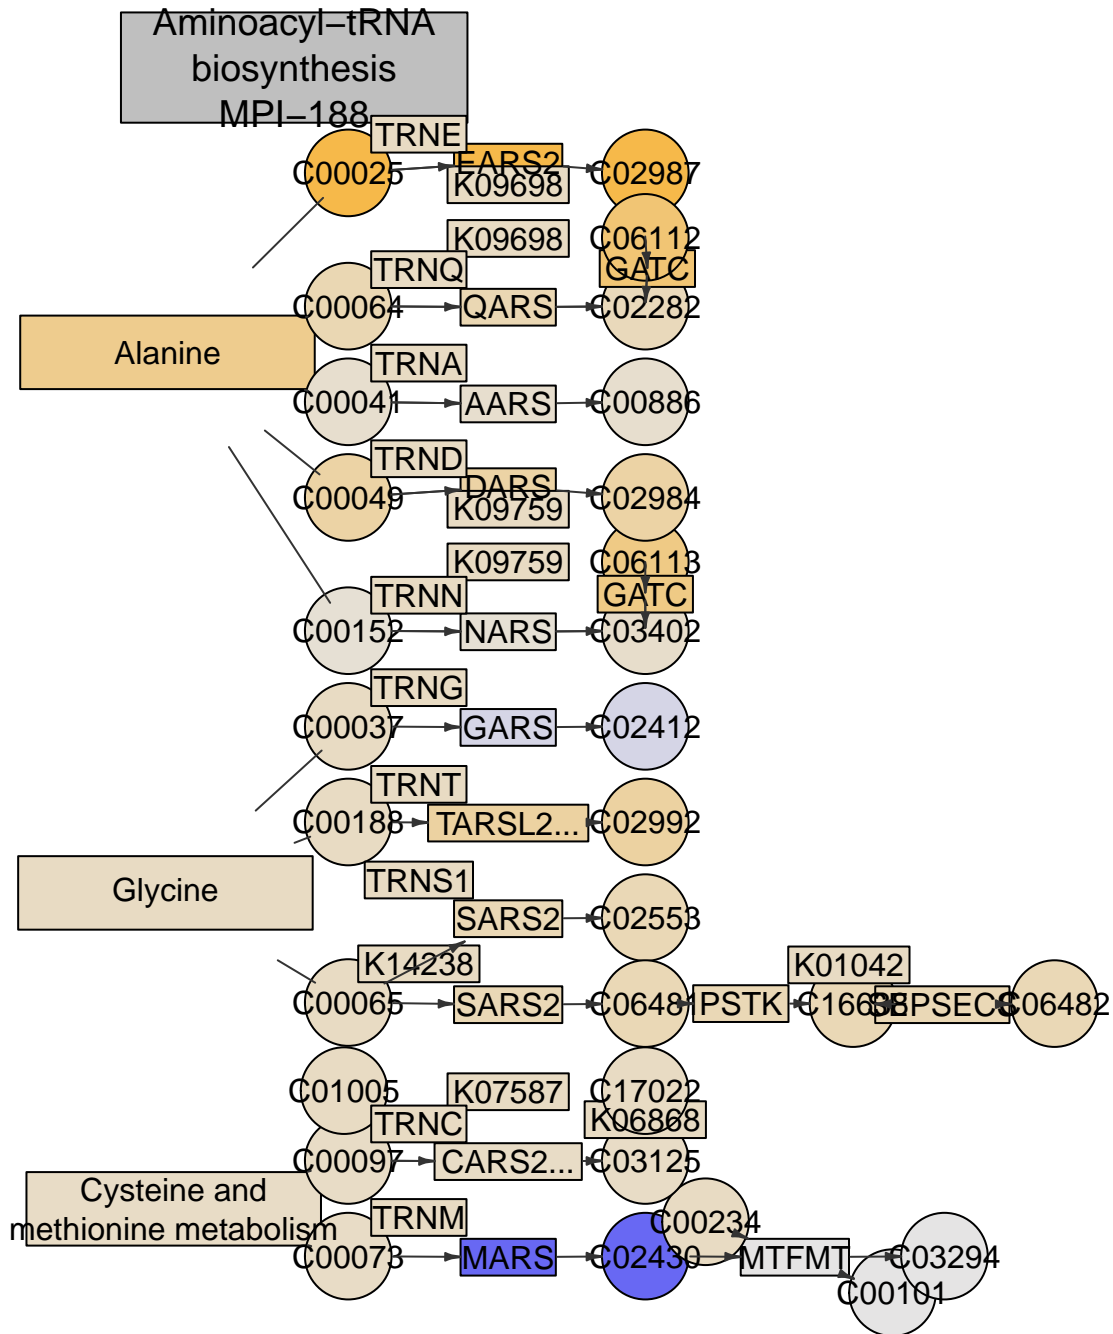 Aminoacyl−tRNA
biosynthesis
MPI−188
TRNE
C00025
EARS2
K09698
C02987
K09698
C06112
TRNQ
GATC
C00064
QARS
C02282
Alanine
TRNA
C00041
AARS
C00886
TRND
C00049
DARS
K09759
C02984
K09759
C06113
TRNN
GATC
C00152
NARS
C03402
TRNG
C00037
GARS
C02412
TRNT
C00188
TARSL2...
C02992
Glycine
TRNS1
SARS2
C02553
K14238
K01042
C00065
SARS2
C06481
PSTK
SEPSECS
C06482
C01005
K07587
C17022
TRNC
K06868
C00097
CARS2...
C03125
Cysteine and
methionine metabolism
TRNM
C00234
C00073
MARS
C02430
MTFMT
C03294
C00101